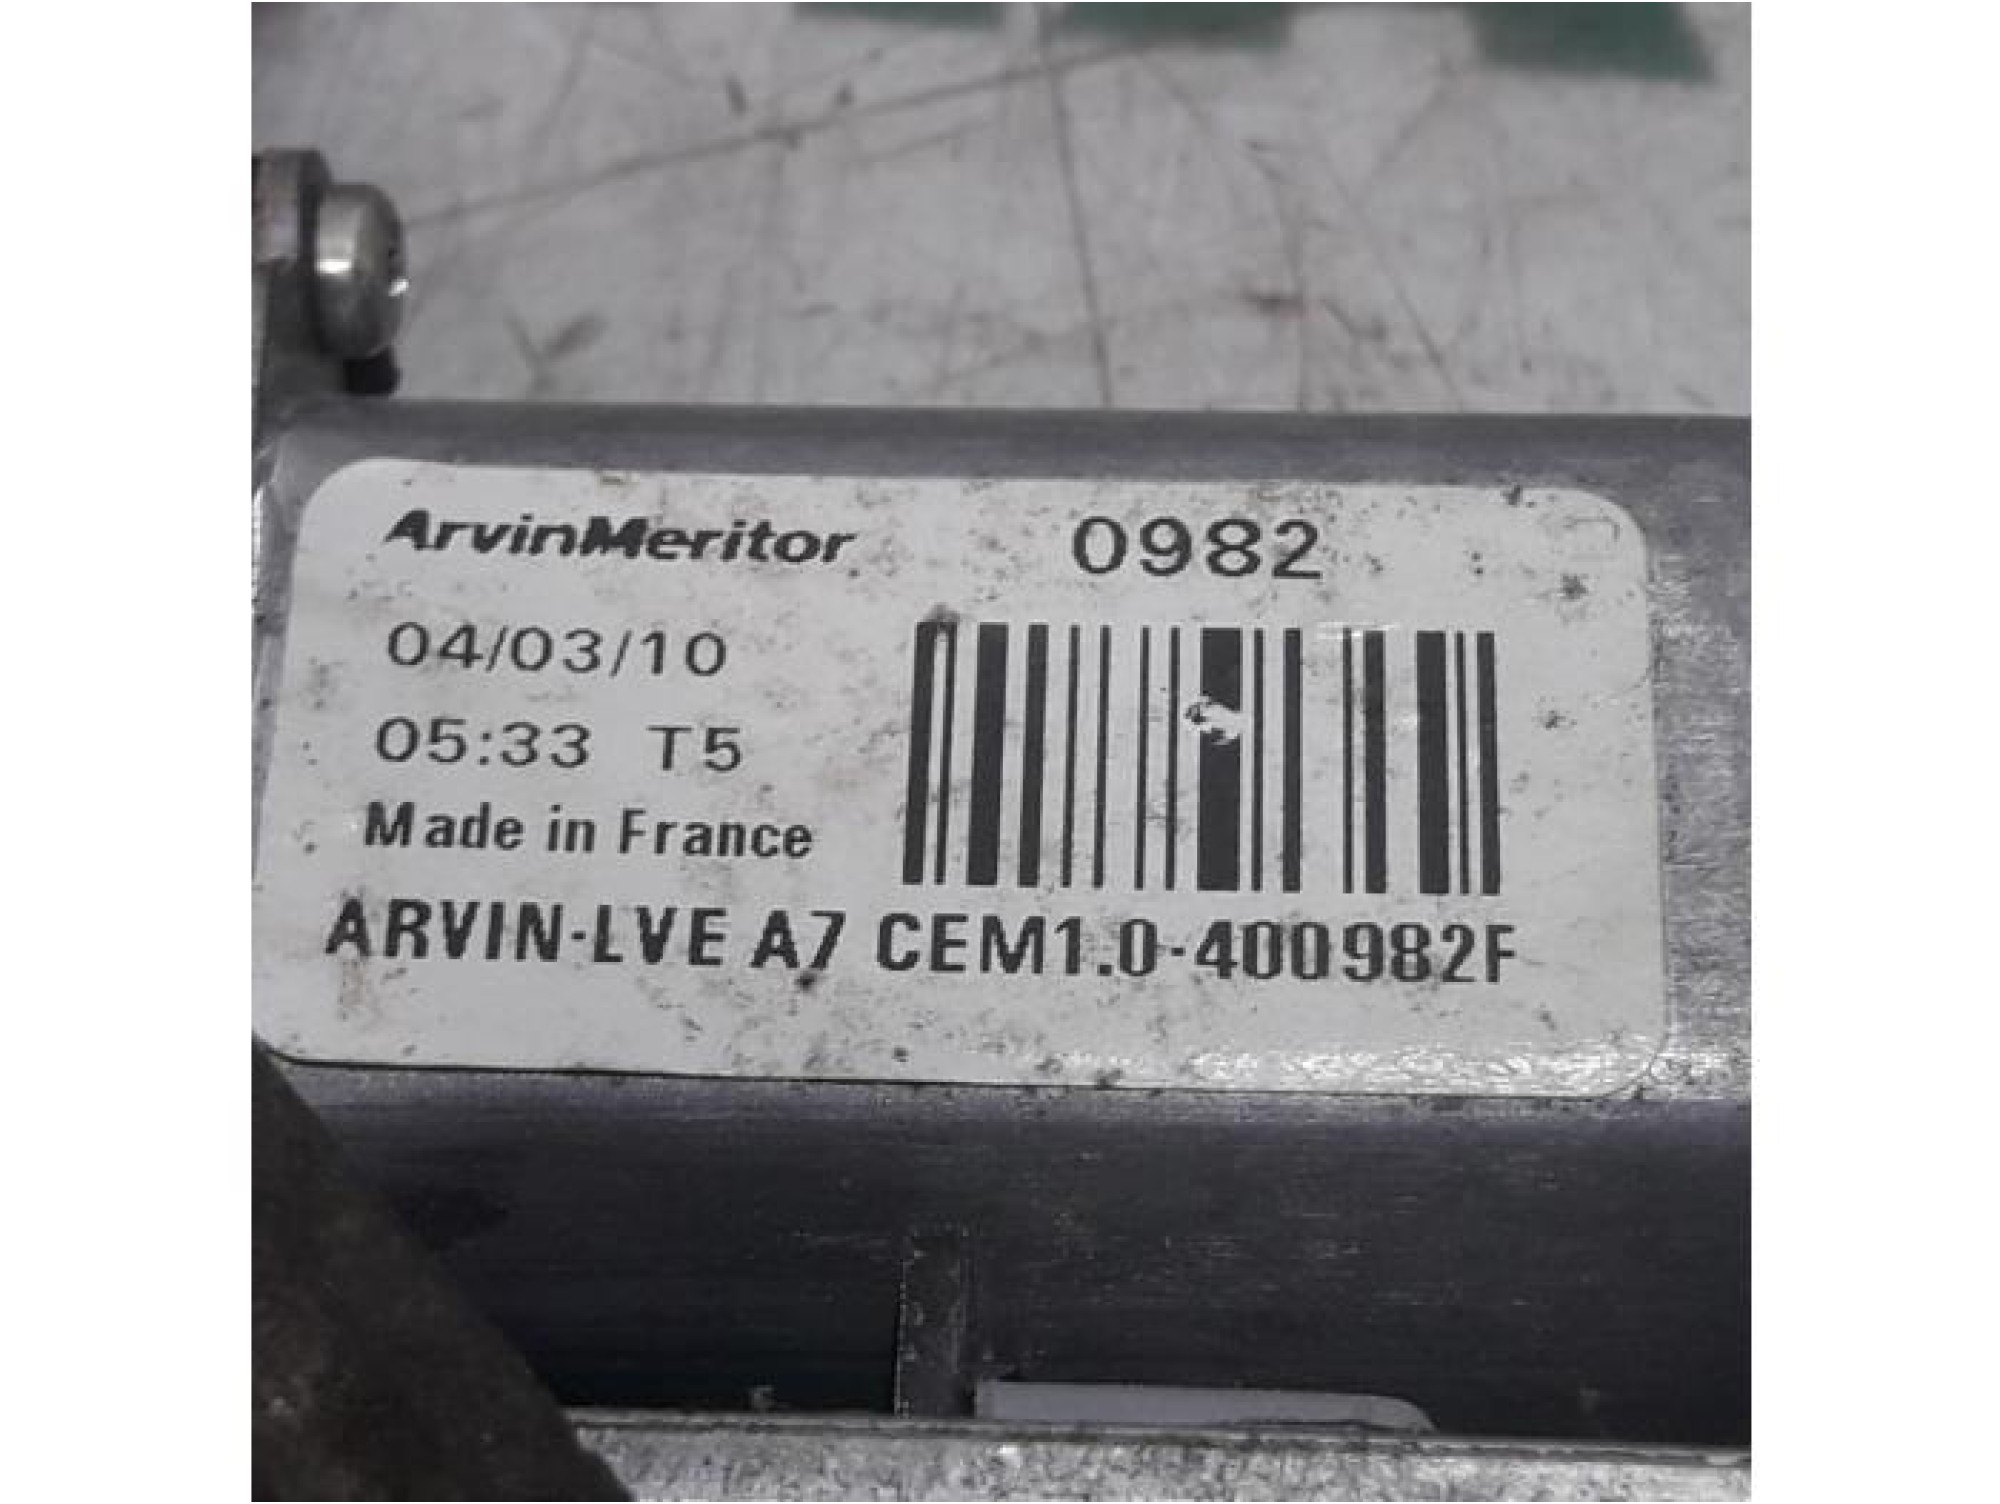 ArvinMeritor 0982
04/03/10
05:33 T5
Made in France
ARVIN-LVE A7 CEM1.0-400982F